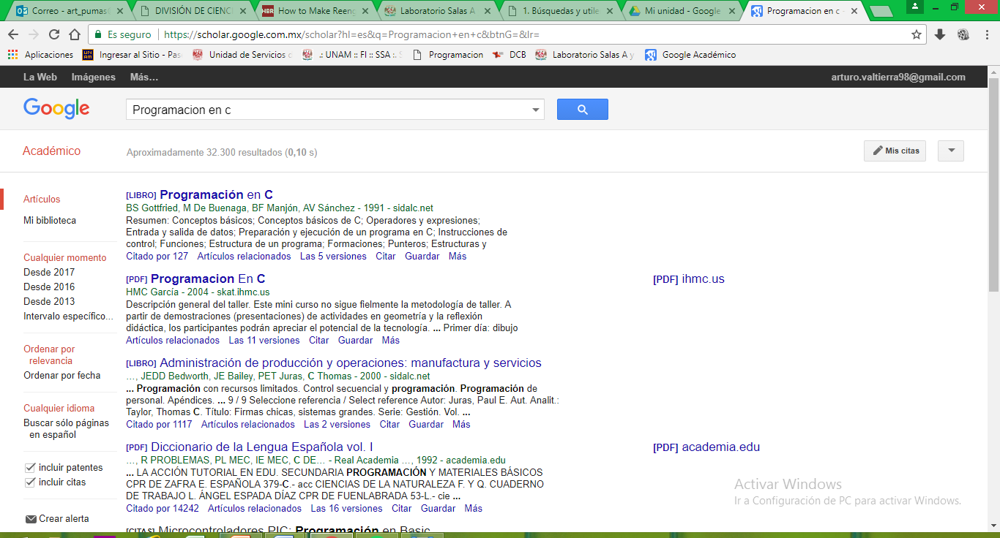 Correo - art_pumas
DIVISIÓN DE CIENC
HBR How to Make Reeng
Laboratorio Salas A
1. Búsquedas y utile
Mi unidad - Google
Programacion en c -
Es seguro https://scholar.google.com.mx/scholar?hl=es&q=Programacion+en+c&btnG=&lr=
Aplicaciones UNAM Ingresar al Sitio - Pas Unidad de Servicios .: UNAM :: FI :: SSA :. Programacion DCB Laboratorio Salas A y Google Académico
La Web Imágenes Más... arturo.valtierra98@gmail.com
Google Programacion en c
Académico Aproximadamente 32.300 resultados (0,10 s) Mis citas
Artículos
Mi biblioteca
Cualquier momento
Desde 2017
Desde 2016
Desde 2013
Intervalo específico...
Ordenar por
relevancia
Ordenar por fecha
Cualquier idioma
Buscar sólo páginas
en español
incluir patentes
incluir citas
Crear alerta
[LIBRO] Programación en C
BS Gottfried, M De Buenaga, BF Manjón, AV Sánchez - 1991 - sidalc.net
Resumen: Conceptos básicos; Conceptos básicos de C; Operadores y expresiones;
Entrada y salida de datos; Preparación y ejecución de un programa en C; Instrucciones de
control; Funciones; Estructura de un programa; Formaciones; Punteros; Estructuras y
Citado por 127 Artículos relacionados Las 5 versiones Citar Guardar Más
[PDF] Programacion En C [PDF] ihmc.us
HMC García - 2004 - skat.ihmc.us
Descripción general del taller. Este mini curso no sigue fielmente la metodología de taller. A
partir de demostraciones (presentaciones) de actividades en geometría y la reflexión
didáctica, los participantes podrán apreciar el potencial de la tecnología. ... Primer día: dibujo
Artículos relacionados Las 11 versiones Citar Guardar Más
[LIBRO] Administración de producción y operaciones: manufactura y servicios
..., JEDD Bedworth, JE Bailey, PET Juras, C Thomas - 2000 - sidalc.net
... Programación con recursos limitados. Control secuencial y programación. Programación de
personal. Apéndices. ... 9 / 9 Seleccione referencia / Select reference Autor: Juras, Paul E. Aut. Analit.:
Taylor, Thomas C. Título: Firmas chicas, sistemas grandes. Serie: Gestión. Vol. ...
Citado por 1117 Artículos relacionados Las 2 versiones Citar Guardar Más
[PDF] Diccionario de la Lengua Española vol. I [PDF] academia.edu
..., R PROBLEMAS, PL MEC, IE MEC, C DE... - Real Academia ..., 1992 - academia.edu
... LA ACCIÓN TUTORIAL EN EDU. SECUNDARIA PROGRAMACIÓN Y MATERIALES BÁSICOS
CPR DE ZAFRA E. ESPAÑOLA 379-C.- acc CIENCIAS DE LA NATURALEZA F. Y Q. CUADERNO
DE TRABAJO L. ÁNGEL ESPADA DÍAZ CPR DE FUENLABRADA 53-L.- cie ...
Citado por 14242 Artículos relacionados Las 16 versiones Citar Guardar Más
[CITAS] Microcontroladores PIC: Programación en Basic
Activar Windows
Ir a Configuración de PC para activar Windows.